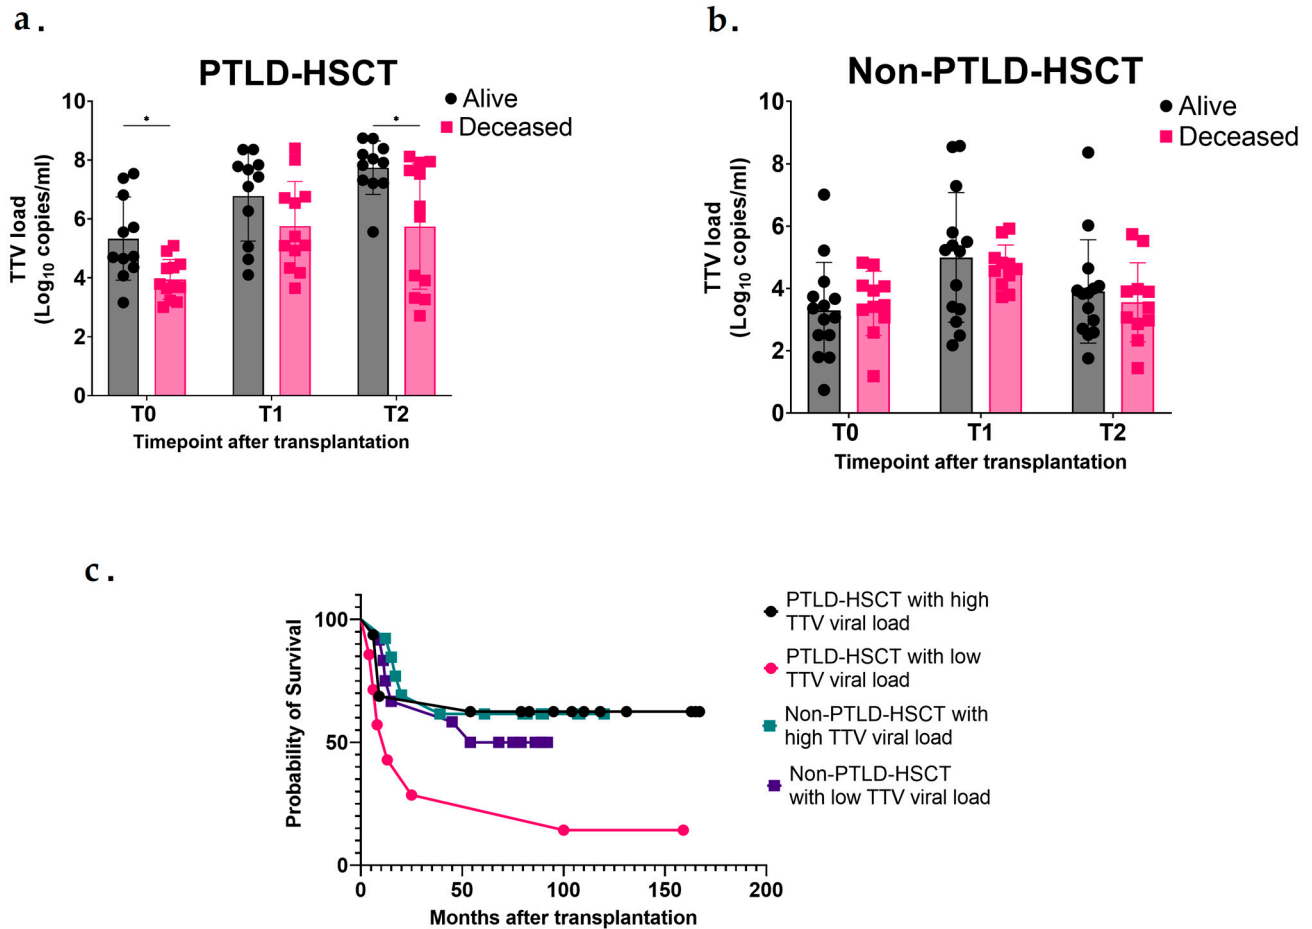 a.
PTLD-HSCT
Alive
Deceased
*
*
10
8
6
4
2
0
TTV load
(Log10 copies/ml)
T0
T1
T2
Timepoint after transplantation
b.
Non-PTLD-HSCT
Alive
Deceased
10
8
6
4
2
0
TTV load
(Log10 copies/ml)
T0
T1
T2
Timepoint after transplantation
c.
100
50
0
Probability of Survival
0
50
100
150
200
Months after transplantation
PTLD-HSCT with high
TTV viral load
PTLD-HSCT with low
TTV viral load
Non-PTLD-HSCT with
high TTV viral load
Non-PTLD-HSCT
with low TTV viral load